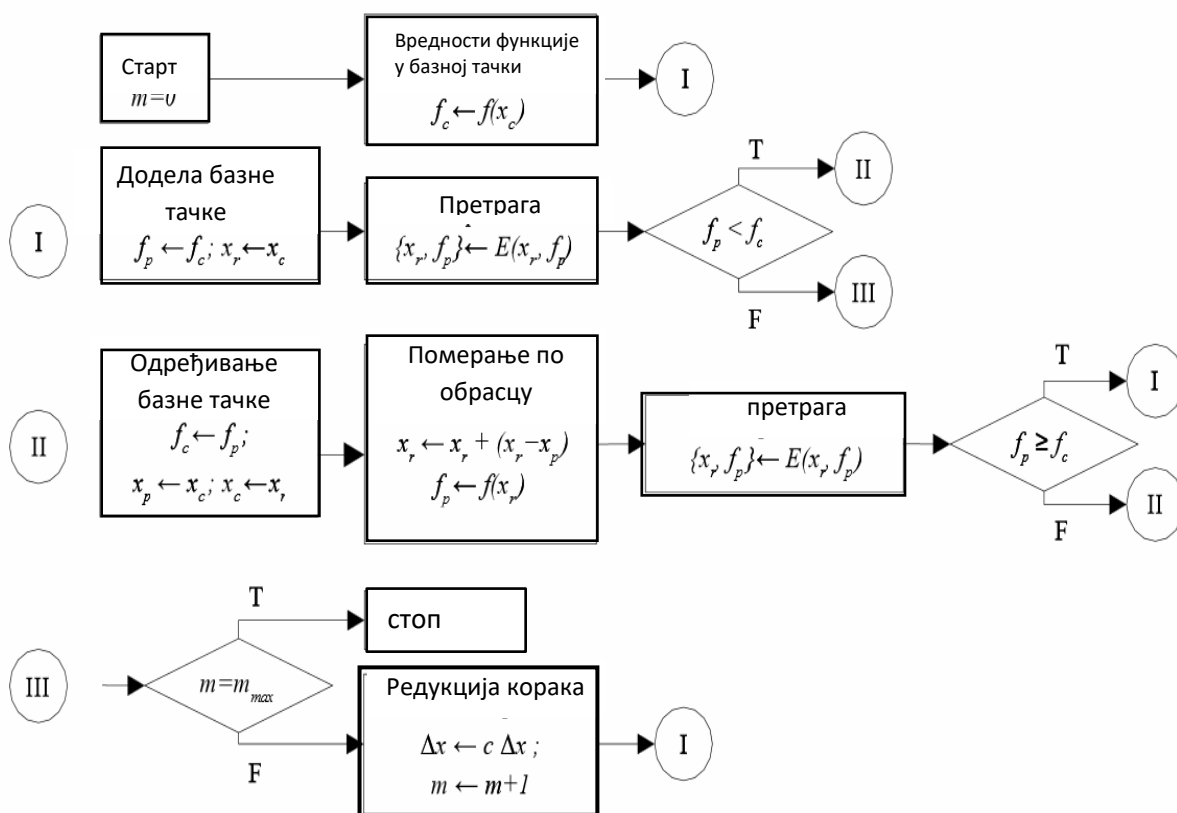 Старт
m=0
Вредности функције
у базној тачки
f_c ← f(x_c)
I
I
Додела базне
тачке
f_p ← f_c; x_r ← x_c
Претрага
{x_r, f_p} ← E(x_r, f_p)
f_p < f_c
T
II
F
III
II
Одређивање
базне тачке
f_c ← f_p;
x_p ← x_c; x_c ← x_r
Померање по
обрасцу
x_r ← x_r + (x_r − x_p)
f_p ← f(x_r)
претрага
{x_r, f_p} ← E(x_r, f_p)
f_p ≥ f_c
T
I
F
II
III
m=m_max
T
стоп
F
Редукција корака
Δx ← c Δx ;
m ← m+1
I